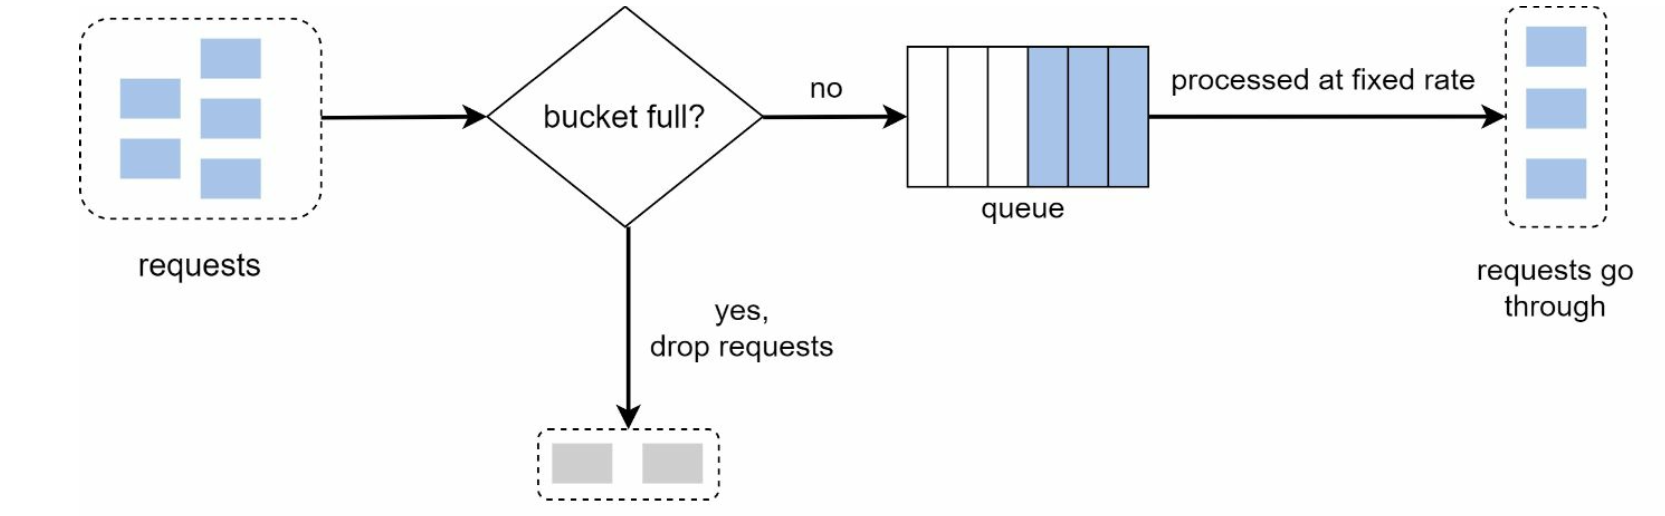 requests
bucket full?
no
queue
processed at fixed rate
requests go
through
yes,
drop requests